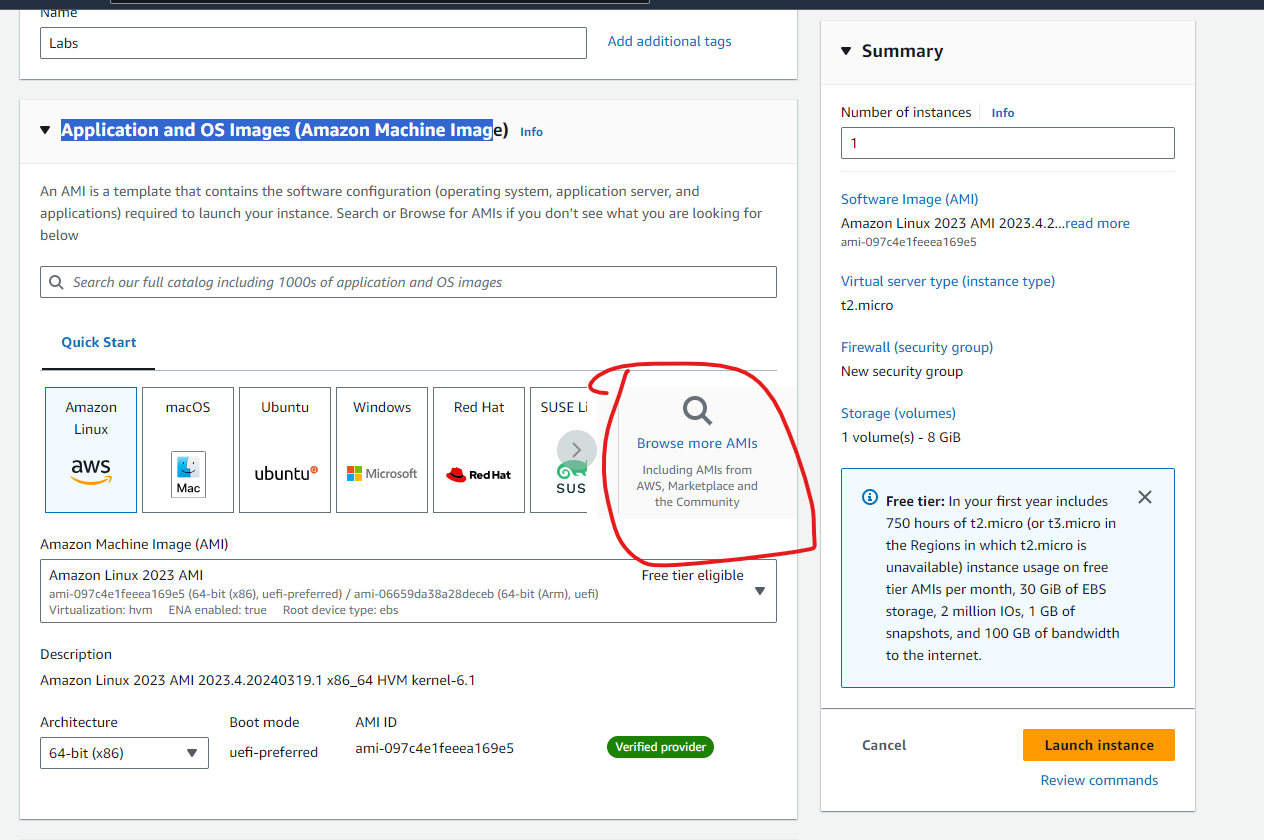 Name
Labs
Add additional tags
Application and OS Images (Amazon Machine Image) Info
An AMI is a template that contains the software configuration (operating system, application server, and
applications) required to launch your instance. Search or Browse for AMIs if you don’t see what you are looking for
below
Search our full catalog including 1000s of application and OS images
Quick Start
Amazon
Linux
aws
macOS
Mac
Ubuntu
ubuntu
Windows
Microsoft
Red Hat
Red Hat
SUSE Li
SUS
Browse more AMIs
Including AMIs from
AWS, Marketplace and
the Community
Amazon Machine Image (AMI)
Amazon Linux 2023 AMI
Free tier eligible
ami-097c4e1feeea169e5 (64-bit (x86), uefi-preferred) / ami-06659da38a28deceb (64-bit (Arm), uefi)
Virtualization: hvm ENA enabled: true Root device type: ebs
Description
Amazon Linux 2023 AMI 2023.4.20240319.1 x86_64 HVM kernel-6.1
Architecture
64-bit (x86)
Boot mode
uefi-preferred
AMI ID
ami-097c4e1feeea169e5
Verified provider
Summary
Number of instances Info
1
Software Image (AMI)
Amazon Linux 2023 AMI 2023.4.2...read more
ami-097c4e1feeea169e5
Virtual server type (instance type)
t2.micro
Firewall (security group)
New security group
Storage (volumes)
1 volume(s) - 8 GiB
Free tier: In your first year includes
750 hours of t2.micro (or t3.micro in
the Regions in which t2.micro is
unavailable) instance usage on free
tier AMIs per month, 30 GiB of EBS
storage, 2 million IOs, 1 GB of
snapshots, and 100 GB of bandwidth
to the internet.
Cancel
Launch instance
Review commands